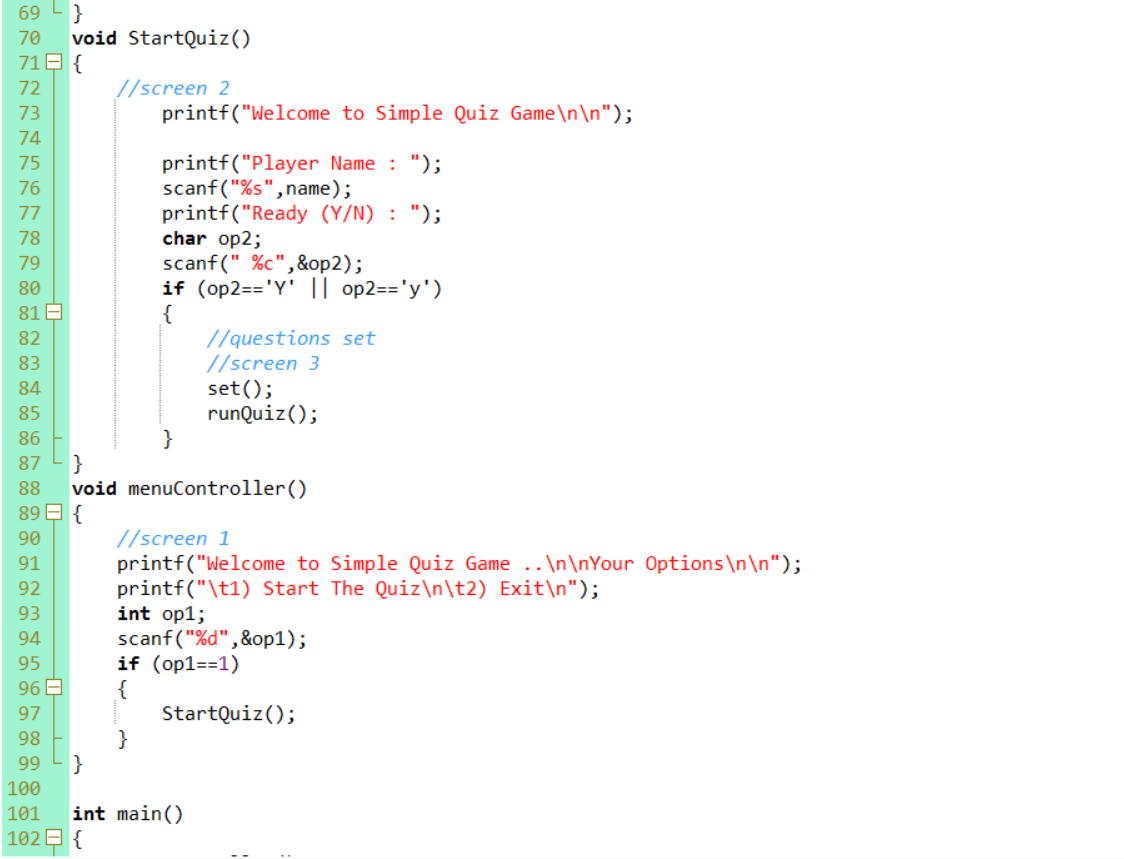 69 }
70 void StartQuiz()
71 {
72 //screen 2
73 printf("Welcome to Simple Quiz Game\n\n");
74
75 printf("Player Name : ");
76 scanf("%s",name);
77 printf("Ready (Y/N) : ");
78 char op2;
79 scanf(" %c",&op2);
80 if (op2=='Y' || op2=='y')
81 {
82 //questions set
83 //screen 3
84 set();
85 runQuiz();
86 }
87 }
88 void menuController()
89 {
90 //screen 1
91 printf("Welcome to Simple Quiz Game ..\n\nYour Options\n\n");
92 printf("\t1) Start The Quiz\n\t2) Exit\n");
93 int op1;
94 scanf("%d",&op1);
95 if (op1==1)
96 {
97 StartQuiz();
98 }
99 }
100
101 int main()
102 {